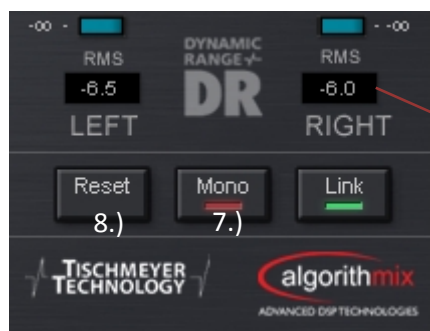 -∞ - - -∞
RMS DYNAMIC RANGE RMS
-6.5 DR -6.0
LEFT RIGHT
Reset Mono Link
8.) 7.)
TISCHMEYER TECHNOLOGY algorithmix
ADVANCED DSP TECHNOLOGIES